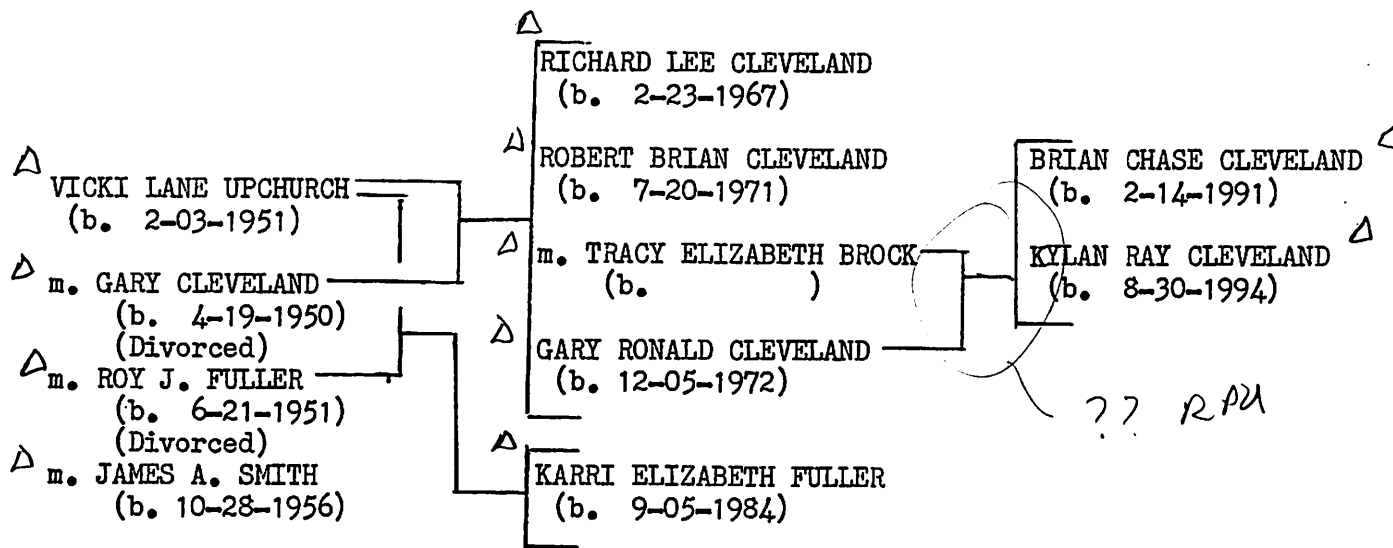 RICHARD LEE CLEVELAND
(b. 2-23-1967)
ROBERT BRIAN CLEVELAND
(b. 7-20-1971)
BRIAN CHASE CLEVELAND
(b. 2-14-1991)
VICKI LANE UPCHURCH
(b. 2-03-1951)
m. TRACY ELIZABETH BROCK
(b. )
KYLAN RAY CLEVELAND
(b. 8-30-1994)
m. GARY CLEVELAND
(b. 4-19-1950)
(Divorced)
GARY RONALD CLEVELAND
(b. 12-05-1972)
m. ROY J. FULLER
(b. 6-21-1951)
(Divorced)
?? RPU
m. JAMES A. SMITH
(b. 10-28-1956)
KARRI ELIZABETH FULLER
(b. 9-05-1984)